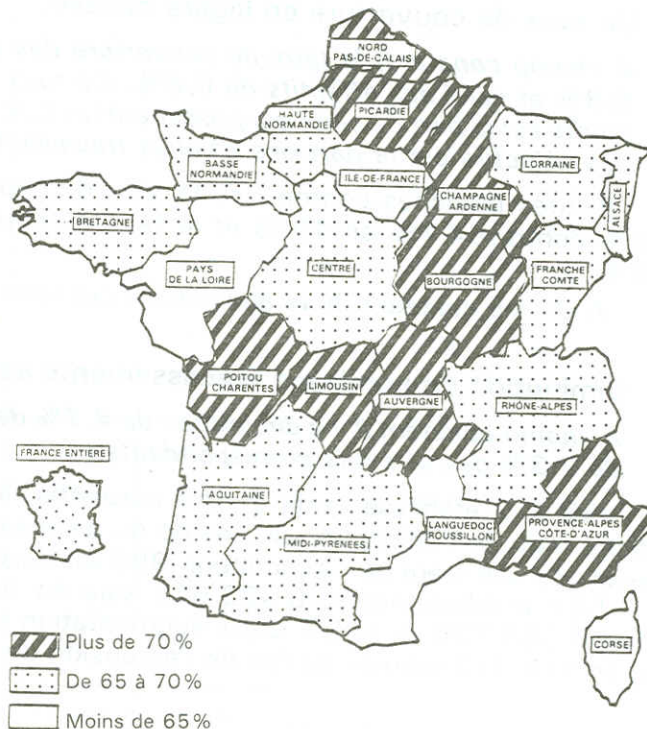 NORD
PAS-DE-CALAIS
PICARDIE
HAUTE
NORMANDIE
BASSE
NORMANDIE
ILE-DE-FRANCE
LORRAINE
CHAMPAGNE
ARDENNE
ALSACE
BRETAGNE
PAYS
DE LA LOIRE
CENTRE
BOURGOGNE
FRANCHE
COMTE
POITOU
CHARENTES
LIMOUSIN
AUVERGNE
RHÔNE-ALPES
FRANCE ENTIERE
AQUITAINE
MIDI-PYRENEES
LANGUEDOC
ROUSSILLON
PROVENCE-ALPES
CÔTE-D'AZUR
CORSE
Plus de 70%
De 65 à 70%
Moins de 65%